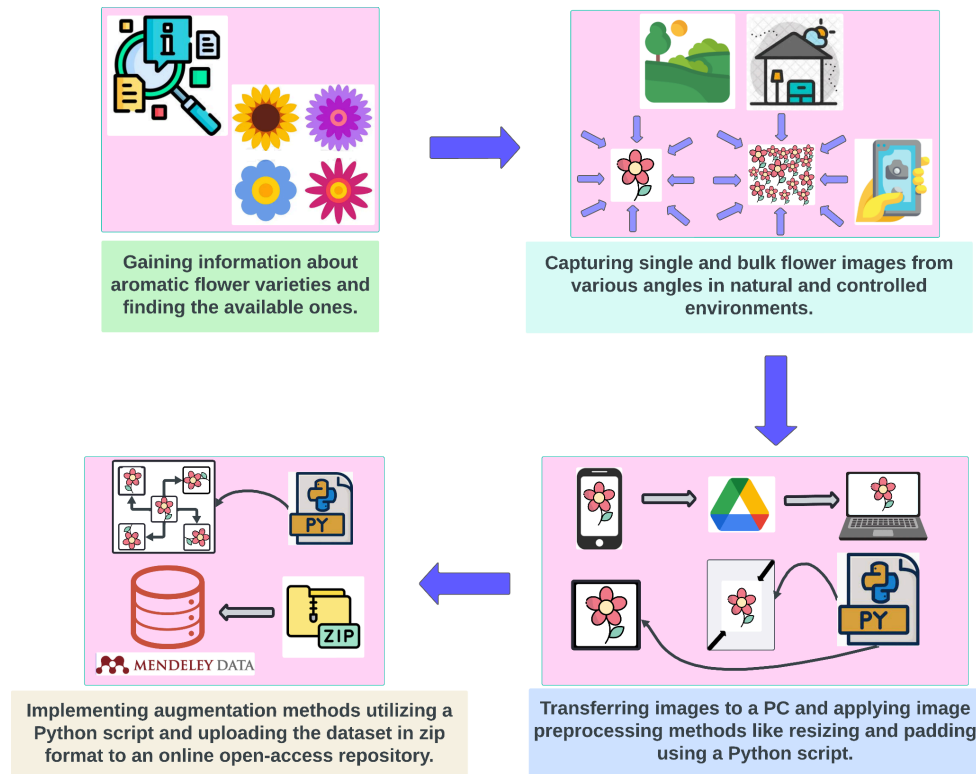 Gaining information about
aromatic flower varieties and
finding the available ones.
Capturing single and bulk flower images from
various angles in natural and controlled
environments.
PY
ZIP
MENDELEY DATA
PY
Implementing augmentation methods utilizing a
Python script and uploading the dataset in zip
format to an online open-access repository.
Transferring images to a PC and applying image
preprocessing methods like resizing and padding
using a Python script.